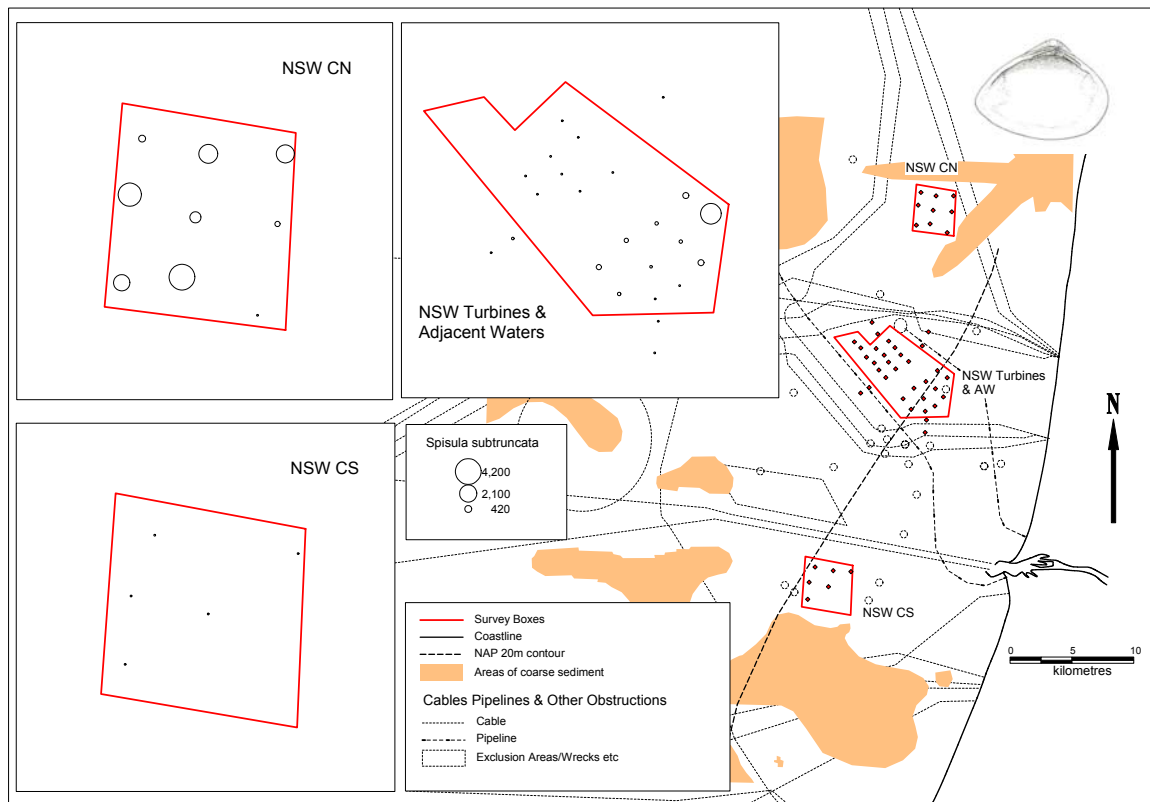 NSW CN
NSW Turbines &
Adjacent Waters
NSW CS
Spisula subtruncata
4,200
2,100
420
Survey Boxes
Coastline
NAP 20m contour
Areas of coarse sediment
Cables Pipelines & Other Obstructions
Cable
Pipeline
Exclusion Areas/Wrecks etc
NSW CN
NSW Turbines
& AW
N
NSW CS
0 5 10
kilometres